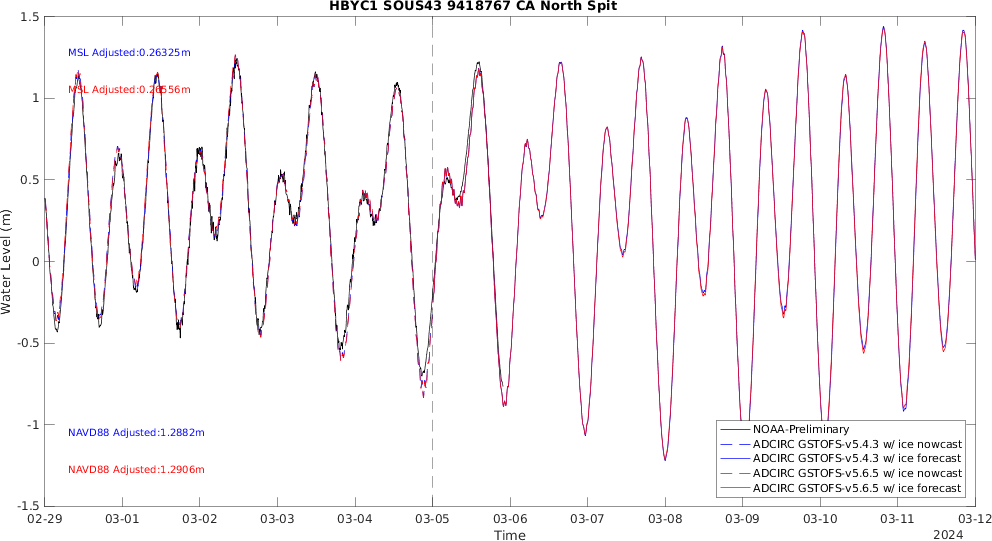 HBYC1 SOUS43 9418767 CA North Spit
1.5
MSL Adjusted:0.26325m
1
MSL Adjusted:0.26556m
0.5
Water Level (m)
0
-0.5
-1
NAVD88 Adjusted:1.2882m
NAVD88 Adjusted:1.2906m
-1.5
NOAA-Preliminary
ADCIRC GSTOFS-v5.4.3 w/ ice nowcast
ADCIRC GSTOFS-v5.4.3 w/ ice forecast
ADCIRC GSTOFS-v5.6.5 w/ ice nowcast
ADCIRC GSTOFS-v5.6.5 w/ ice forecast
02-29 03-01 03-02 03-03 03-04 03-05 03-06 03-07 03-08 03-09 03-10 03-11 03-12
Time
2024